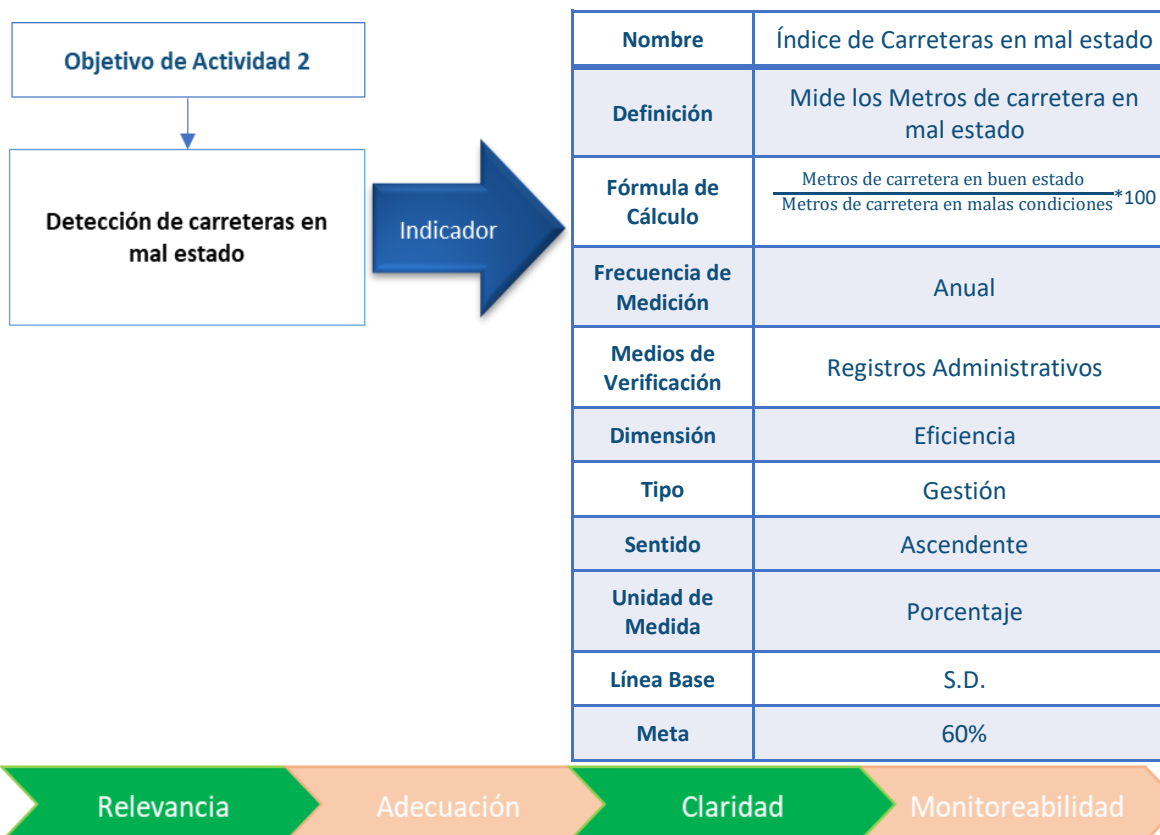 Objetivo de Actividad 2
Detección de carreteras en
mal estado
Indicador
Nombre
Índice de Carreteras en mal estado
Definición
Mide los Metros de carretera en
mal estado
Fórmula de
Cálculo
Metros de carretera en buen estado
Metros de carretera en malas condiciones *100
Frecuencia de
Medición
Anual
Medios de
Verificación
Registros Administrativos
Dimensión
Eficiencia
Tipo
Gestión
Sentido
Ascendente
Unidad de
Medida
Porcentaje
Línea Base
S.D.
Meta
60%
Relevancia
Adecuación
Claridad
Monitoreabilidad